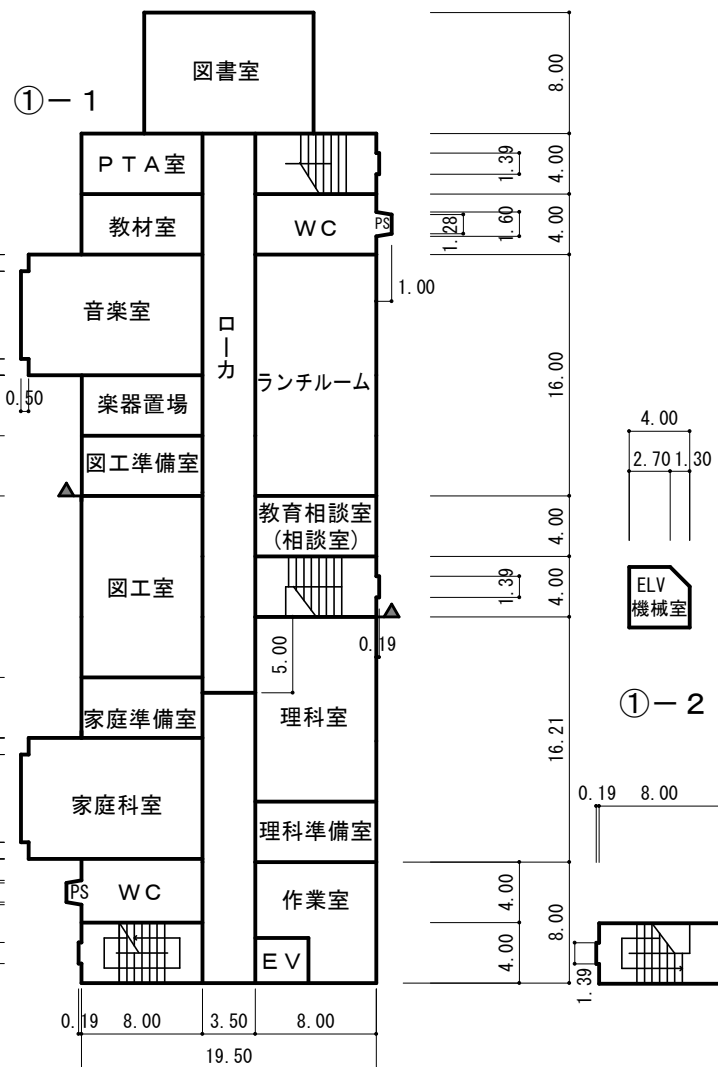 図書室
①－１
8.00
ＰＴＡ室
1.39
4.00
教材室
ＷＣ
PS
1.28
1.60
4.00
1.00
音楽室
ローカ
ランチルーム
16.00
0.50
楽器置場
4.00
2.70
1.30
図工準備室
教育相談室
(相談室)
4.00
図工室
1.39
4.00
ELV
機械室
0.19
5.00
理科室
①－２
家庭準備室
16.21
家庭科室
0.19
8.00
理科準備室
PS
ＷＣ
作業室
4.00
8.00
ＥＶ
4.00
1.39
0.19
8.00
3.50
8.00
19.50